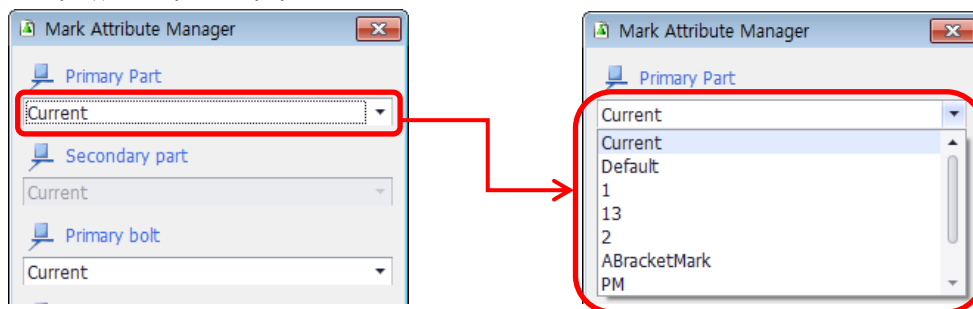 Mark Attribute Manager
Primary Part
Current
Secondary part
Current
Primary bolt
Current
Mark Attribute Manager
Primary Part
Current
Current
Default
1
13
2
ABracketMark
PM